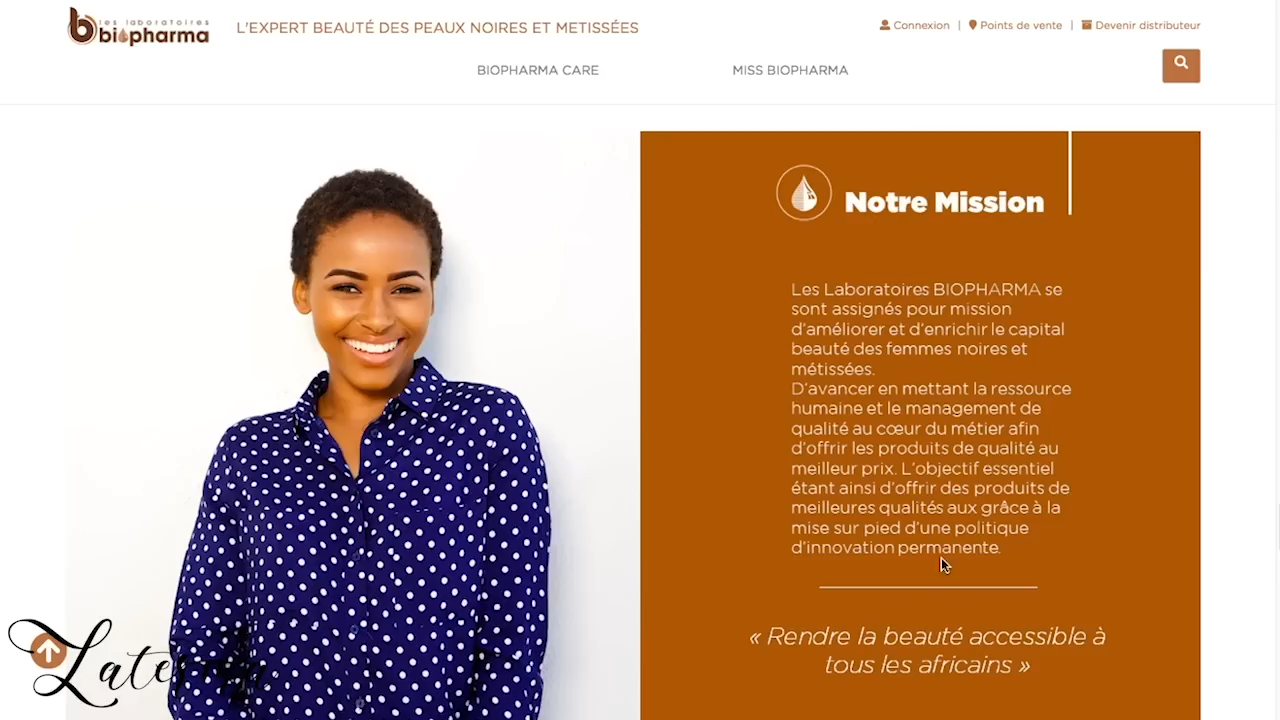 les laboratoires
biopharma
L'EXPERT BEAUTÉ DES PEAUX NOIRES ET METISSÉES
Connexion | Points de vente | Devenir distributeur
BIOPHARMA CARE
MISS BIOPHARMA
Notre Mission
Les Laboratoires BIOPHARMA se
sont assignés pour mission
d'améliorer et d'enrichir le capital
beauté des femmes noires et
métissées.
D'avancer en mettant la ressource
humaine et le management de
qualité au cœur du métier afin
d'offrir les produits de qualité au
meilleur prix. L'objectif essentiel
étant ainsi d'offrir des produits de
meilleures qualités aux grâce à la
mise sur pied d'une politique
d'innovation permanente.
« Rendre la beauté accessible à
tous les africains »